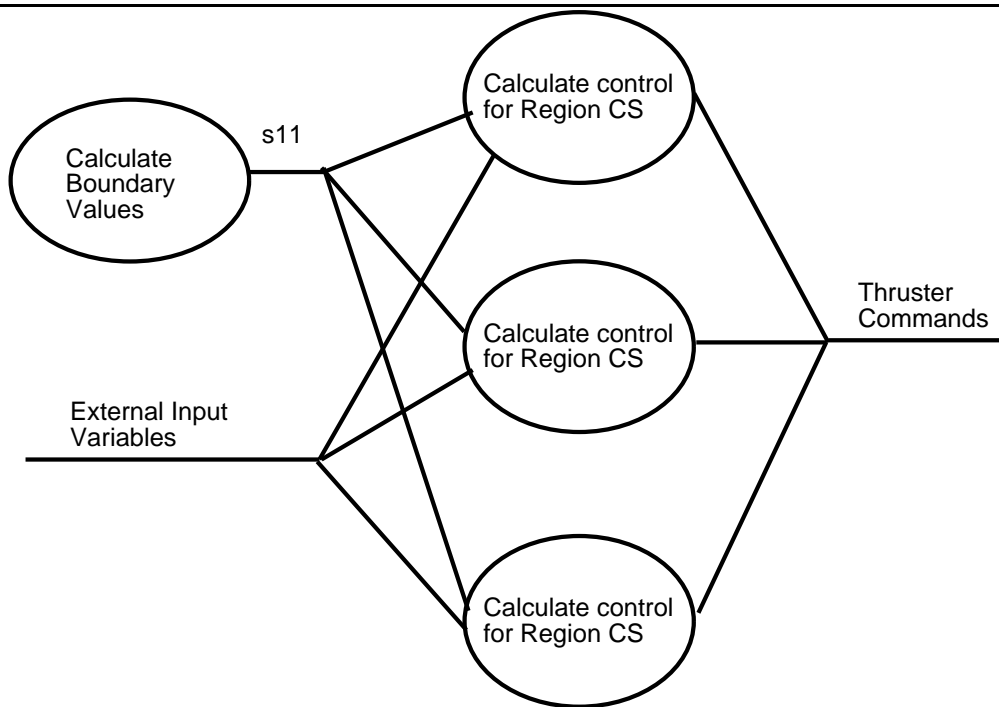 Calculate control
for Region CS
s11
Calculate
Boundary
Values
Calculate control
for Region CS
Thruster
Commands
External Input
Variables
Calculate control
for Region CS